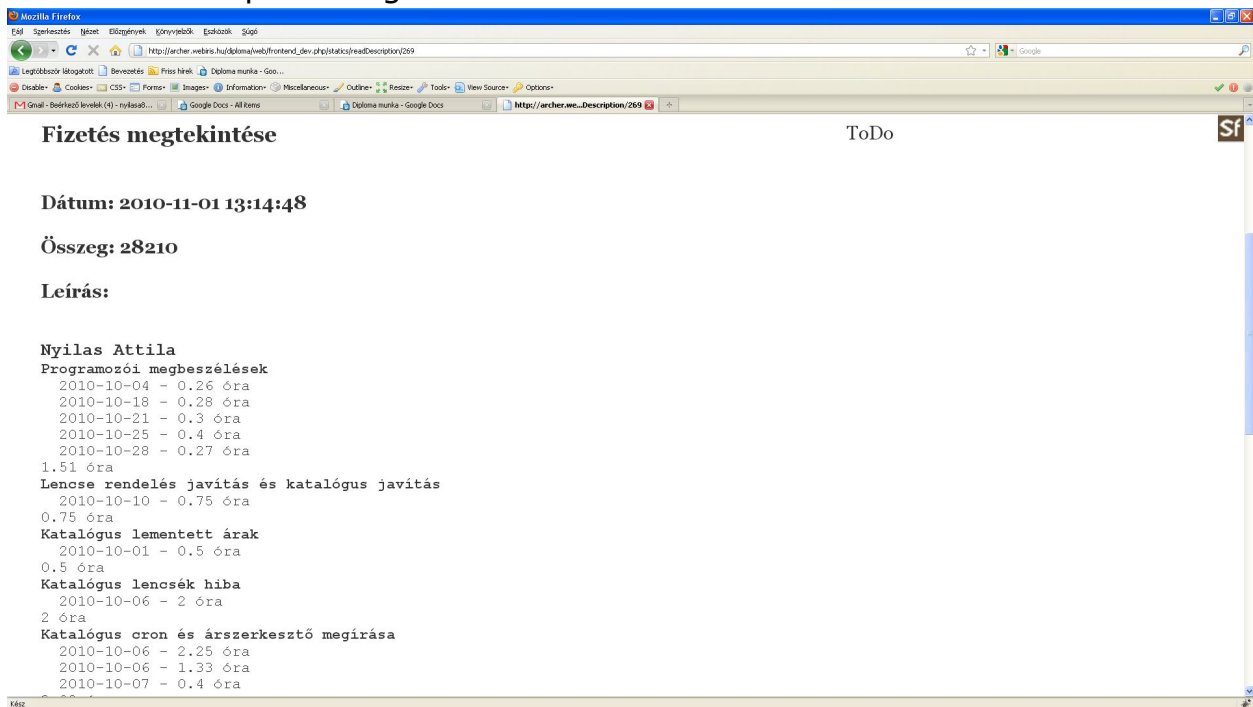 Mozilla Firefox
Fájl Szerkesztés Nézet Előzmények Könyvjelzők Eszközök Súgó
http://archer.webiris.hu/diploma/web/frontend_dev.php/statics/readDescription/269
Google
Legtöbbször látogatott Bevezetés Friss hírek Diploma munka - Goo...
Disable Cookies CSS Forms Images Information Miscellaneous Outline Resize Tools View Source Options
Gmail - Beérkező levelek (4) - nyilasa8... Google Docs - All items Diploma munka - Google Docs http://archer.we...Description/269
Fizetés megtekintése
ToDo
Sf
Dátum: 2010-11-01 13:14:48
Összeg: 28210
Leírás:
Nyilas Attila
Programozói megbeszélések
2010-10-04 - 0.26 óra
2010-10-18 - 0.28 óra
2010-10-21 - 0.3 óra
2010-10-25 - 0.4 óra
2010-10-28 - 0.27 óra
1.51 óra
Lencse rendelés javítás és katalógus javítás
2010-10-10 - 0.75 óra
0.75 óra
Katalógus lementett árak
2010-10-01 - 0.5 óra
0.5 óra
Katalógus lencsék hiba
2010-10-06 - 2 óra
2 óra
Katalógus cron és árszerkesztő megírása
2010-10-06 - 2.25 óra
2010-10-06 - 1.33 óra
2010-10-07 - 0.4 óra
Kész